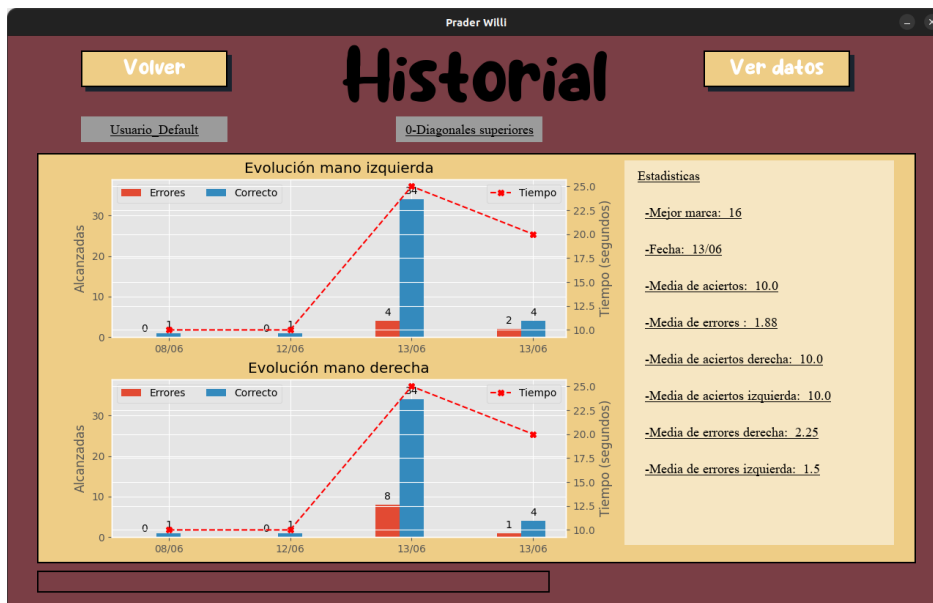 Prader Willi
Volver
Historial
Ver datos
Usuario_Default
0-Diagonales superiores
Evolución mano izquierda
Errores Correcto Tiempo
Alcanzadas
30
20
10
0
0 1 0 1 4 34 2 4
25.0
22.5
20.0
17.5
15.0
12.5
10.0
Tiempo (segundos)
08/06 12/06 13/06 13/06
Evolución mano derecha
Errores Correcto Tiempo
Alcanzadas
30
20
10
0
0 1 0 1 8 34 1 4
25.0
22.5
20.0
17.5
15.0
12.5
10.0
Tiempo (segundos)
08/06 12/06 13/06 13/06
Estadisticas
-Mejor marca: 16
-Fecha: 13/06
-Media de aciertos: 10.0
-Media de errores : 1.88
-Media de aciertos derecha: 10.0
-Media de aciertos izquierda: 10.0
-Media de errores derecha: 2.25
-Media de errores izquierda: 1.5